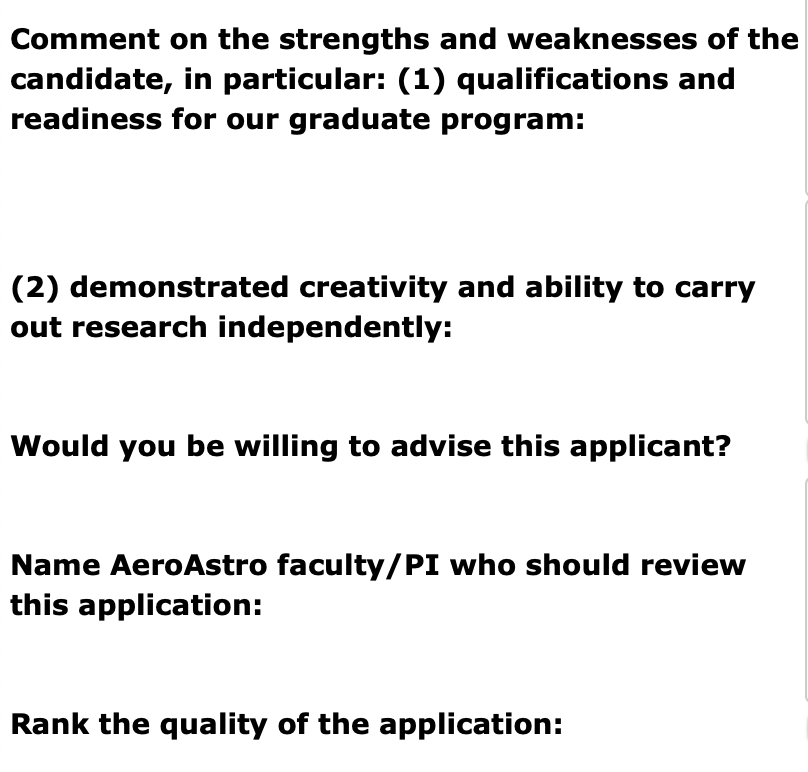 Comment on the strengths and weaknesses of the
candidate, in particular: (1) qualifications and
readiness for our graduate program:
(2) demonstrated creativity and ability to carry
out research independently:
Would you be willing to advise this applicant?
Name AeroAstro faculty/PI who should review
this application:
Rank the quality of the application: